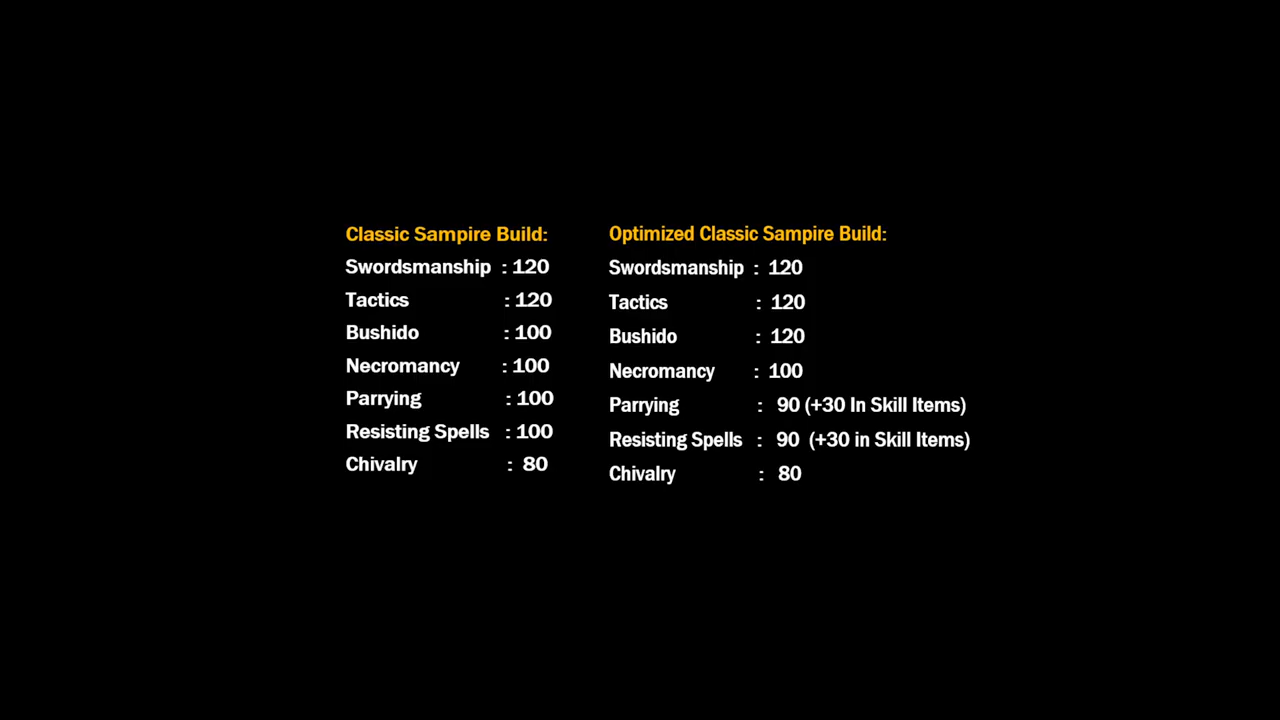 Classic Sampire Build:
Swordsmanship : 120
Tactics : 120
Bushido : 100
Necromancy : 100
Parrying : 100
Resisting Spells : 100
Chivalry : 80
Optimized Classic Sampire Build:
Swordsmanship : 120
Tactics : 120
Bushido : 120
Necromancy : 100
Parrying : 90 (+30 In Skill Items)
Resisting Spells : 90 (+30 in Skill Items)
Chivalry : 80